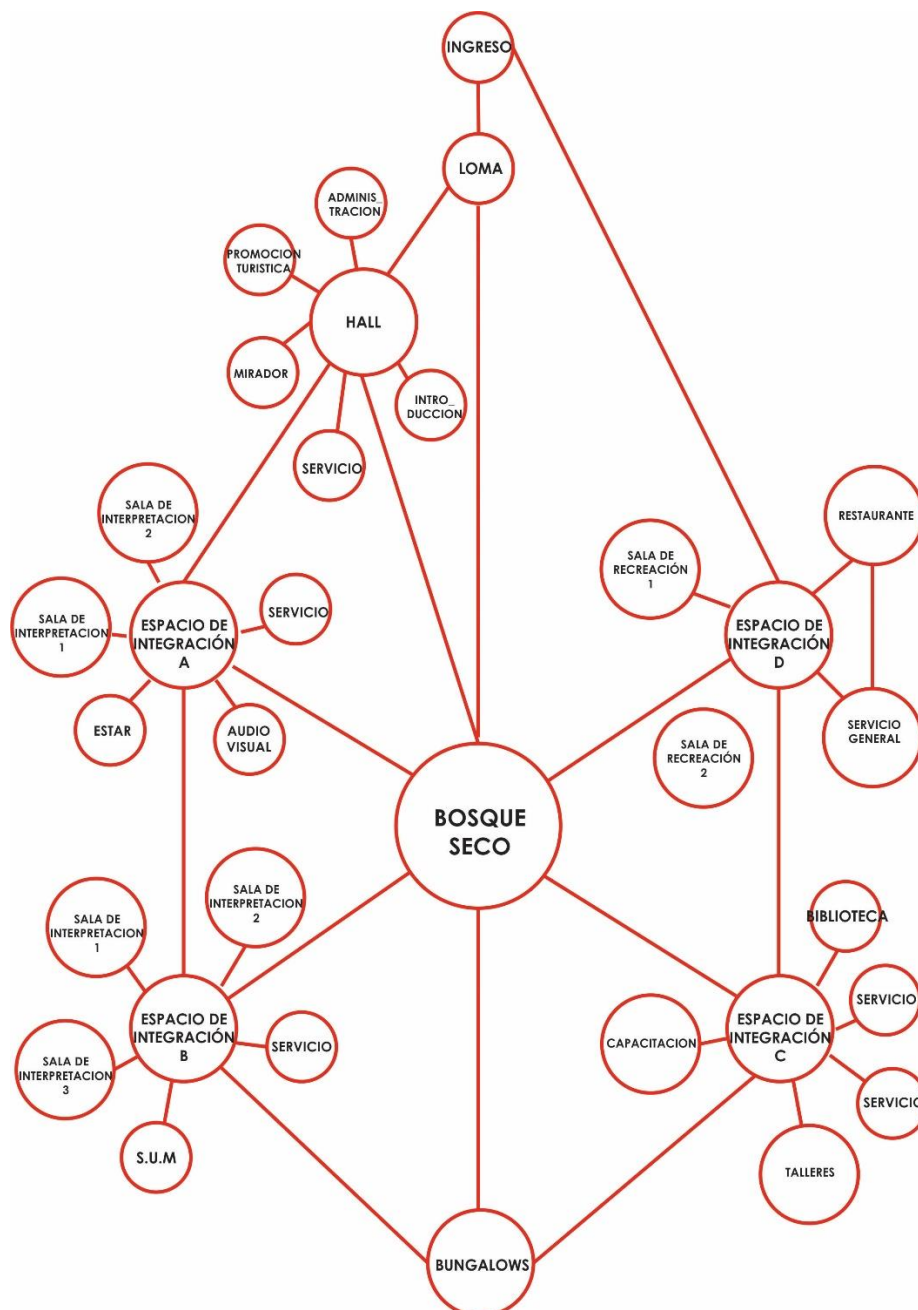 INGRESO
LOMA
ADMINIS_
TRACION
PROMOCION
TURISTICA
HALL
MIRADOR
INTRO_
DUCCION
SERVICIO
SALA DE
INTERPRETACION
2
SALA DE
INTERPRETACION
1
ESPACIO DE
INTEGRACIÓN
A
SERVICIO
ESTAR
AUDIO
VISUAL
RESTAURANTE
SALA DE
RECREACIÓN
1
ESPACIO DE
INTEGRACIÓN
D
SALA DE
RECREACIÓN
2
SERVICIO
GENERAL
BOSQUE
SECO
SALA DE
INTERPRETACION
2
SALA DE
INTERPRETACION
1
ESPACIO DE
INTEGRACIÓN
B
SERVICIO
SALA DE
INTERPRETACION
3
S.U.M
BIBLIOTECA
SERVICIO
CAPACITACION
ESPACIO DE
INTEGRACIÓN
C
SERVICIO
TALLERES
BUNGALOWS